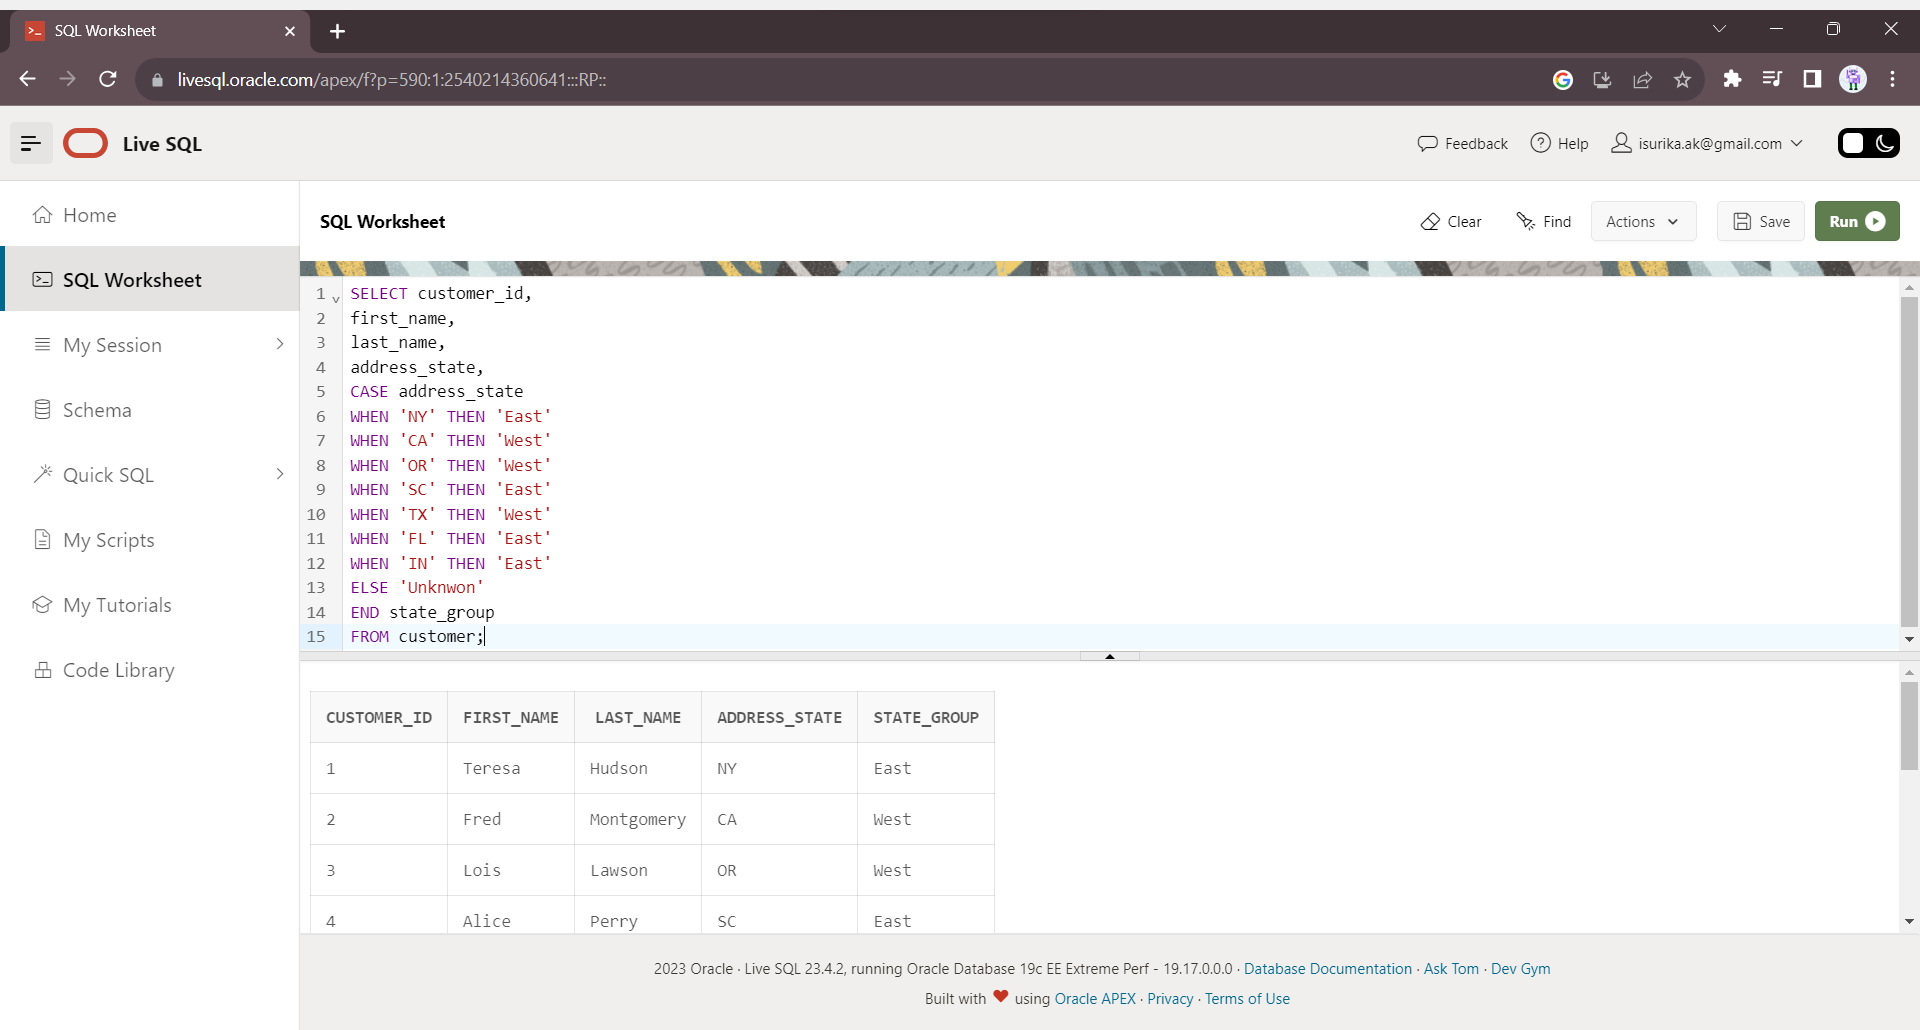 SQL Worksheet
livesql.oracle.com/apex/f?p=590:1:2540214360641:::RP::
Live SQL
Feedback
Help
isurika.ak@gmail.com
Home
SQL Worksheet
My Session
Schema
Quick SQL
My Scripts
My Tutorials
Code Library
SQL Worksheet
Clear
Find
Actions
Save
Run
1 SELECT customer_id,
2 first_name,
3 last_name,
4 address_state,
5 CASE address_state
6 WHEN 'NY' THEN 'East'
7 WHEN 'CA' THEN 'West'
8 WHEN 'OR' THEN 'West'
9 WHEN 'SC' THEN 'East'
10 WHEN 'TX' THEN 'West'
11 WHEN 'FL' THEN 'East'
12 WHEN 'IN' THEN 'East'
13 ELSE 'Unknwon'
14 END state_group
15 FROM customer;
CUSTOMER_ID FIRST_NAME LAST_NAME ADDRESS_STATE STATE_GROUP
1 Teresa Hudson NY East
2 Fred Montgomery CA West
3 Lois Lawson OR West
4 Alice Perry SC East
2023 Oracle · Live SQL 23.4.2, running Oracle Database 19c EE Extreme Perf - 19.17.0.0.0 · Database Documentation · Ask Tom · Dev Gym
Built with ❤ using Oracle APEX · Privacy · Terms of Use